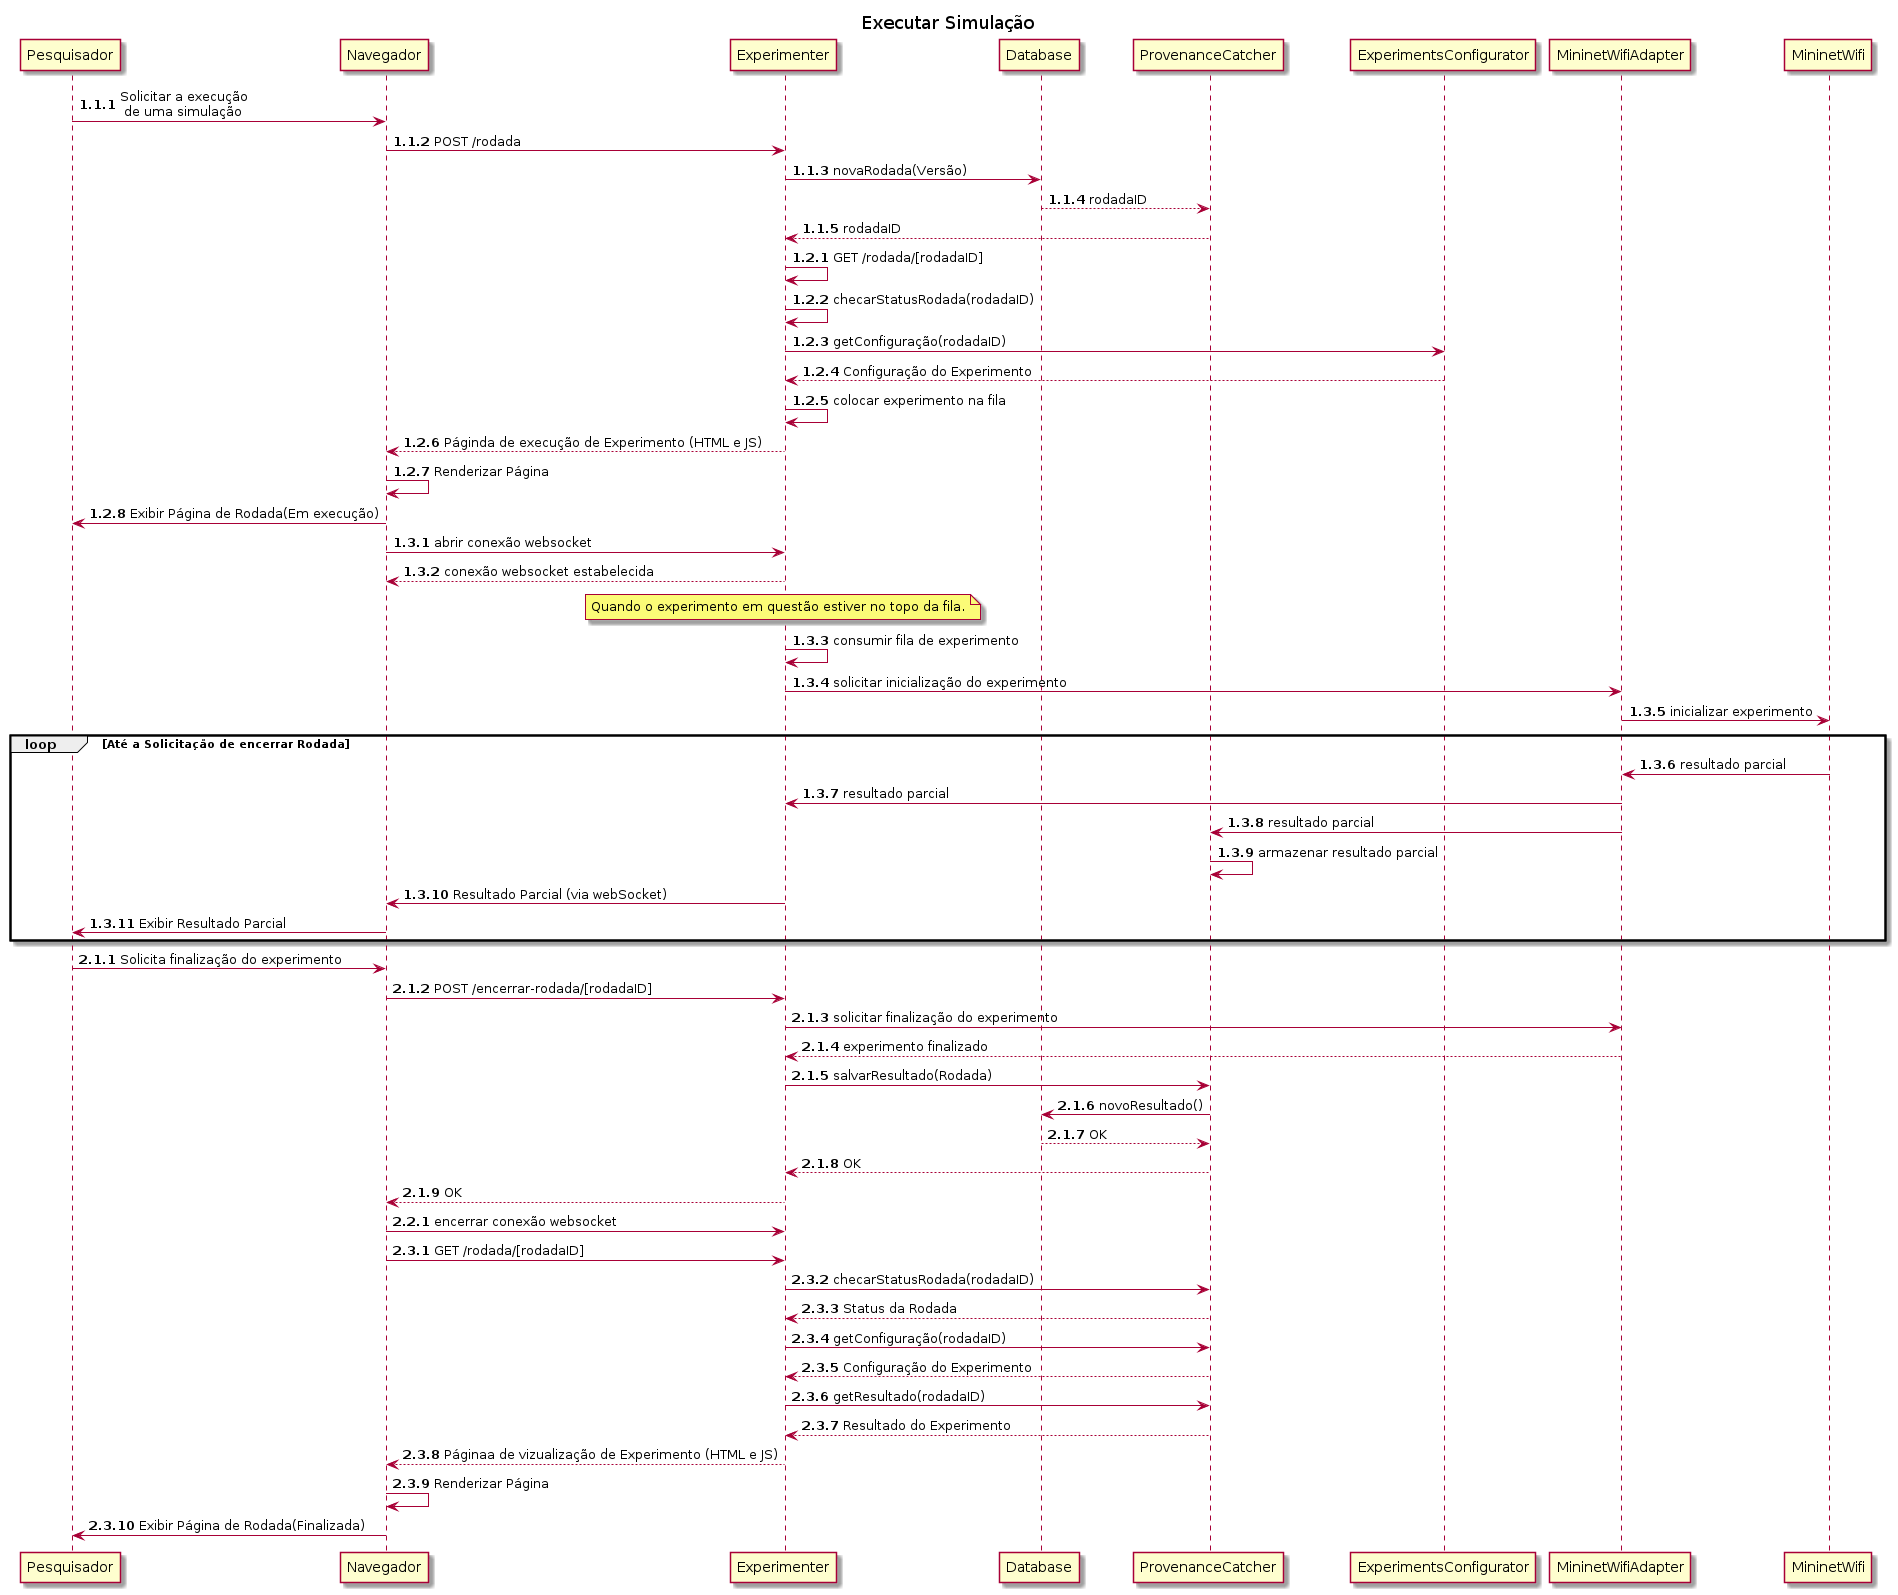 Executar Simulação
Pesquisador Navegador Experimenter Database ProvenanceCatcher ExperimentsConfigurator MininetWifiAdapter MininetWifi
1.1.1 Solicitar a execução
de uma simulação
1.1.2 POST /rodada
1.1.3 novaRodada(Versão)
1.1.4 rodadaID
1.1.5 rodadaID
1.2.1 GET /rodada/[rodadaID]
1.2.2 checarStatusRodada(rodadaID)
1.2.3 getConfiguração(rodadaID)
1.2.4 Configuração do Experimento
1.2.5 colocar experimento na fila
1.2.6 Páginda de execução de Experimento (HTML e JS)
1.2.7 Renderizar Página
1.2.8 Exibir Página de Rodada(Em execução)
1.3.1 abrir conexão websocket
1.3.2 conexão websocket estabelecida
Quando o experimento em questão estiver no topo da fila.
1.3.3 consumir fila de experimento
1.3.4 solicitar inicialização do experimento
1.3.5 inicializar experimento
loop [Até a Solicitação de encerrar Rodada]
1.3.6 resultado parcial
1.3.7 resultado parcial
1.3.8 resultado parcial
1.3.9 armazenar resultado parcial
1.3.10 Resultado Parcial (via webSocket)
1.3.11 Exibir Resultado Parcial
2.1.1 Solicita finalização do experimento
2.1.2 POST /encerrar-rodada/[rodadaID]
2.1.3 solicitar finalização do experimento
2.1.4 experimento finalizado
2.1.5 salvarResultado(Rodada)
2.1.6 novoResultado()
2.1.7 OK
2.1.8 OK
2.1.9 OK
2.2.1 encerrar conexão websocket
2.3.1 GET /rodada/[rodadaID]
2.3.2 checarStatusRodada(rodadaID)
2.3.3 Status da Rodada
2.3.4 getConfiguração(rodadaID)
2.3.5 Configuração do Experimento
2.3.6 getResultado(rodadaID)
2.3.7 Resultado do Experimento
2.3.8 Páginaa de vizualização de Experimento (HTML e JS)
2.3.9 Renderizar Página
2.3.10 Exibir Página de Rodada(Finalizada)
Pesquisador Navegador Experimenter Database ProvenanceCatcher ExperimentsConfigurator MininetWifiAdapter MininetWifi